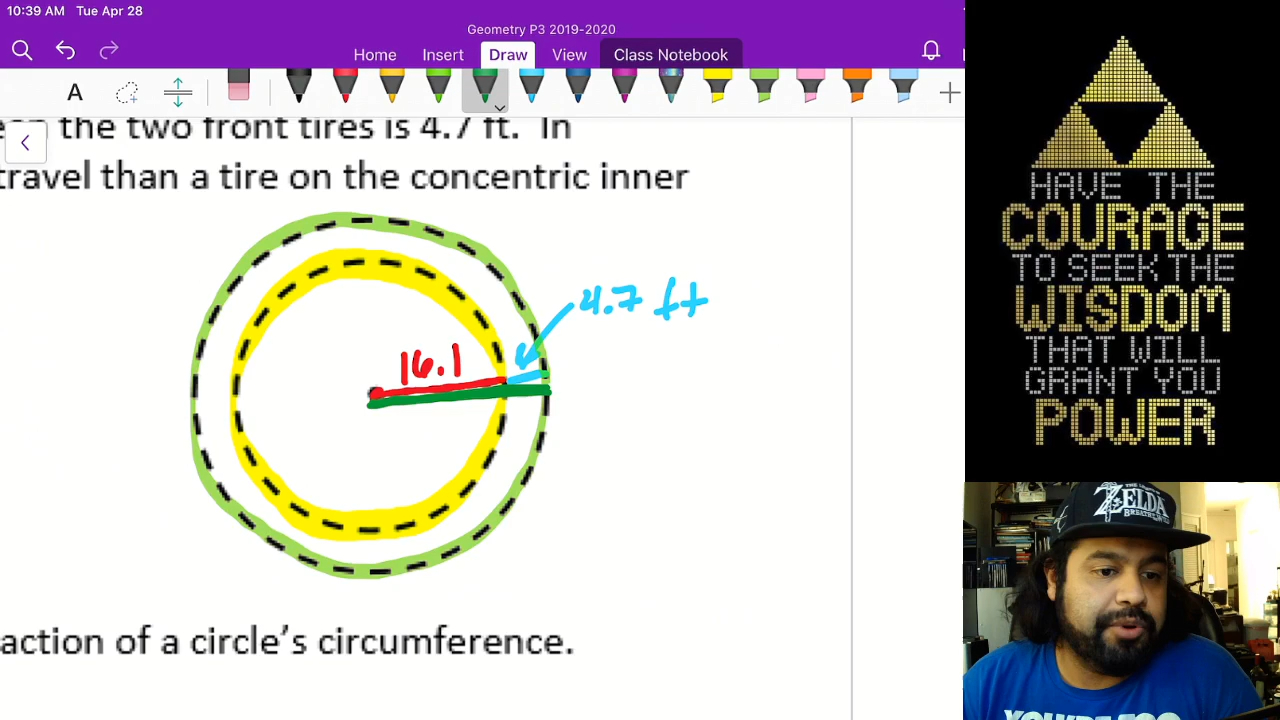 10:39 AM Tue Apr 28
Geometry P3 2019-2020
Home Insert Draw View Class Notebook
A
the two front tires is 4.7 ft. In
travel than a tire on the concentric inner
4.7 ft
16.1
action of a circle's circumference.
HAVE THE
COURAGE
TO SEEK THE
WISDOM
THAT WILL
GRANT YOU
POWER
ZELDA